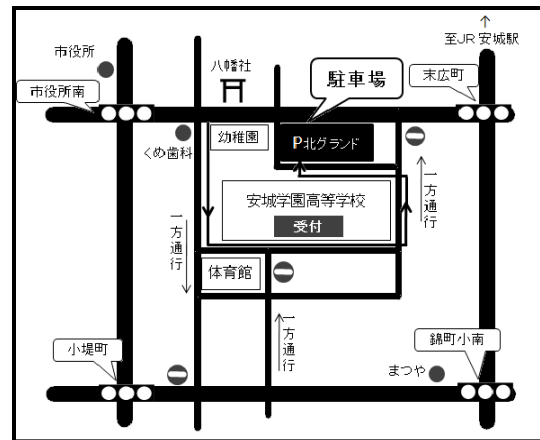 ↑
至JR安城駅
市役所
八幡社
駐車場
末広町
市役所南
幼稚園
P北グランド
くめ歯科
安城学園高等学校
受付
一方通行
一方通行
体育館
一方通行
小堤町
錦町小南
まつや